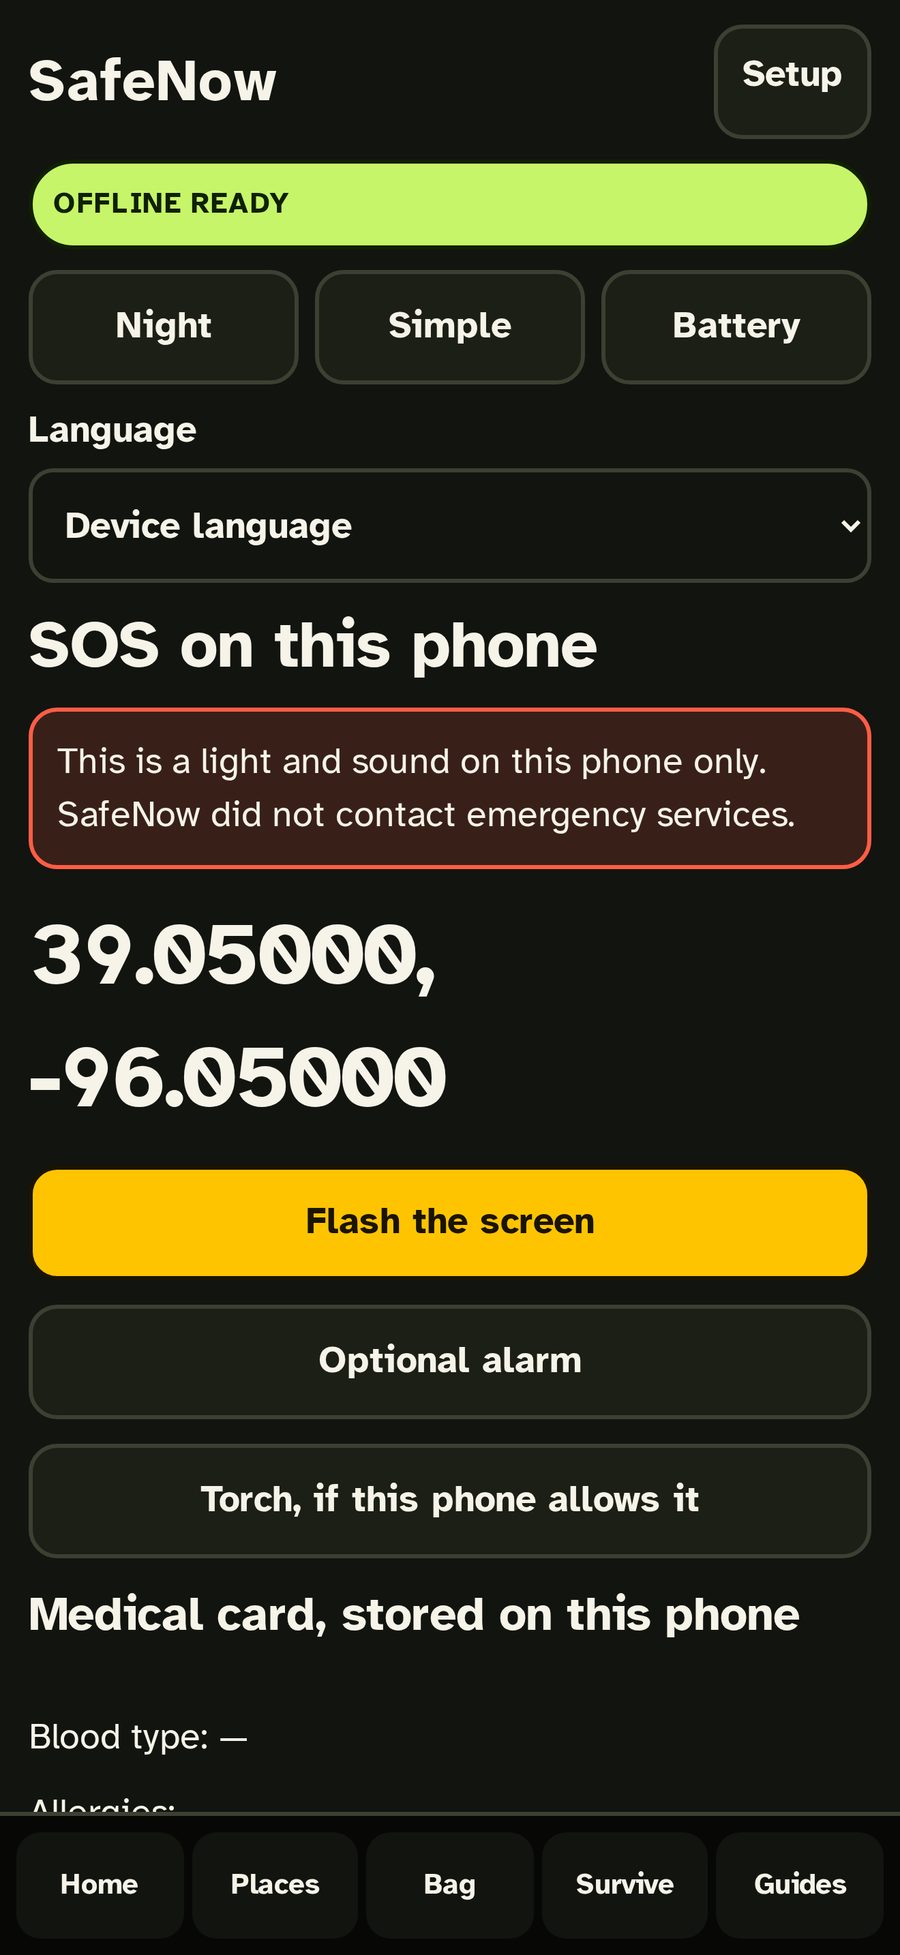 SafeNow
Setup
OFFLINE READY
Night
Simple
Battery
Language
Device language
SOS on this phone
This is a light and sound on this phone only.
SafeNow did not contact emergency services.
39.05000,
-96.05000
Flash the screen
Optional alarm
Torch, if this phone allows it
Medical card, stored on this phone
Blood type: —
Allergies:
Home
Places
Bag
Survive
Guides